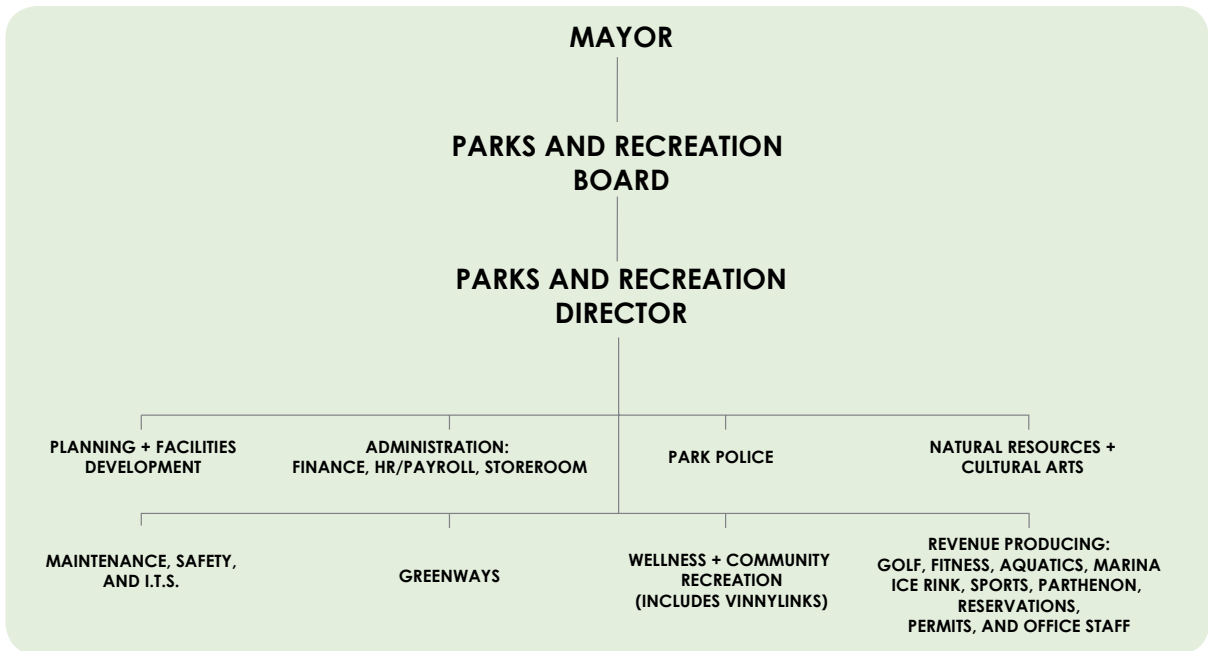 MAYOR
PARKS AND RECREATION
BOARD
PARKS AND RECREATION
DIRECTOR
PLANNING + FACILITIES
DEVELOPMENT
ADMINISTRATION:
FINANCE, HR/PAYROLL, STOREROOM
PARK POLICE
NATURAL RESOURCES +
CULTURAL ARTS
MAINTENANCE, SAFETY,
AND I.T.S.
GREENWAYS
WELLNESS + COMMUNITY
RECREATION
(INCLUDES VINNYLINKS)
REVENUE PRODUCING:
GOLF, FITNESS, AQUATICS, MARINA
ICE RINK, SPORTS, PARTHENON,
RESERVATIONS,
PERMITS, AND OFFICE STAFF